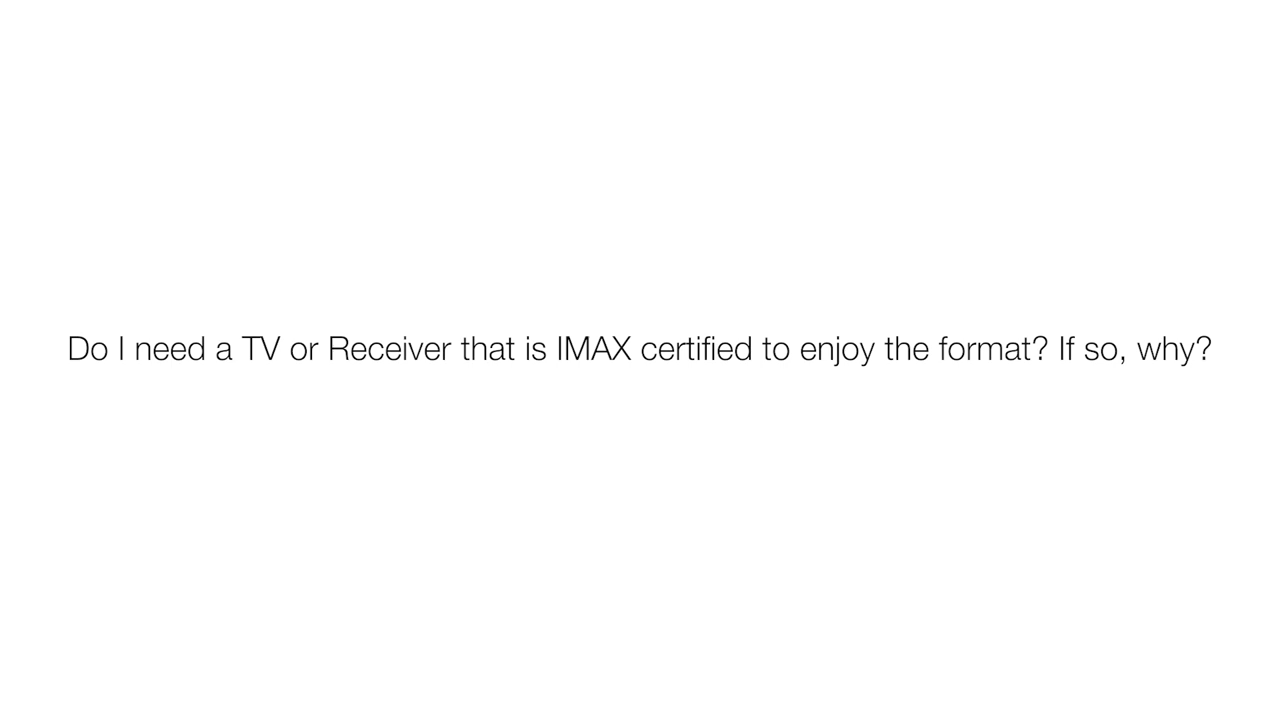 Do I need a TV or Receiver that is IMAX certified to enjoy the format? If so, why?